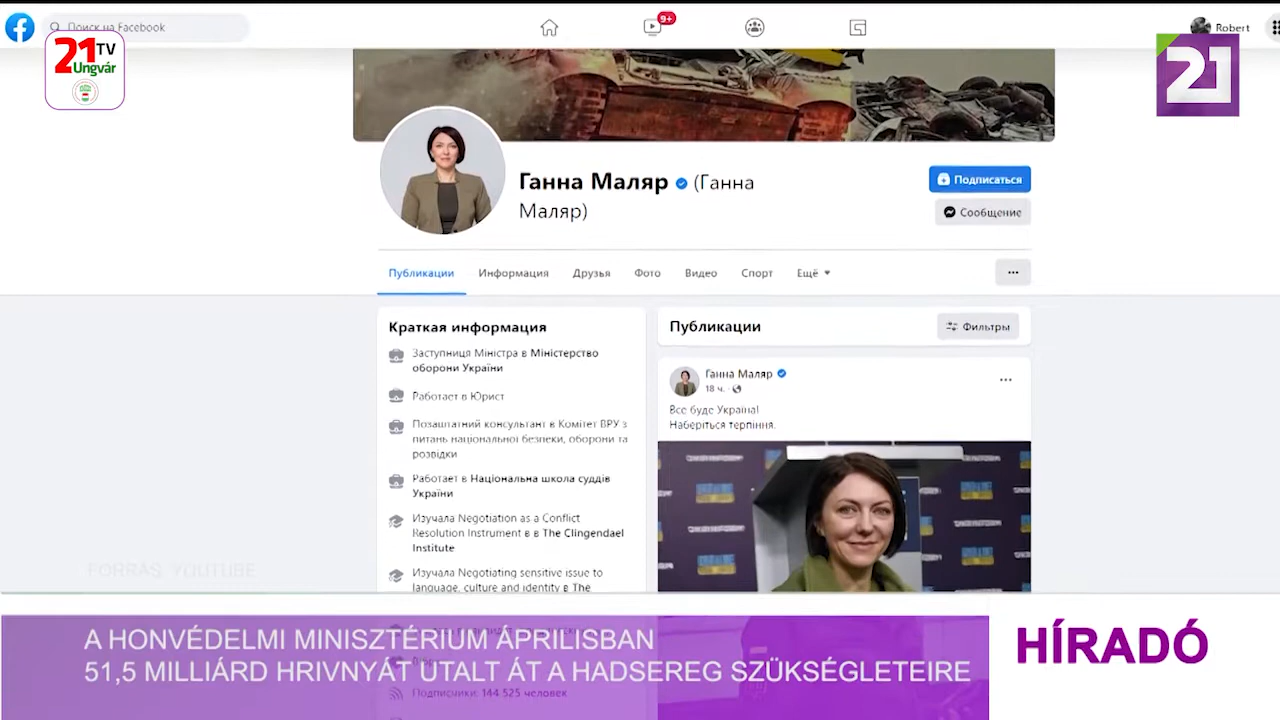 Поиск на Facebook
9+
Robert
21 TV
Ungvár
21
Ганна Маляр (Ганна
Маляр)
Подписаться
Сообщение
Публикации Информация Друзья Фото Видео Спорт Ещё
Краткая информация
Заступниця Міністра в Міністерство
оборони України
Работает в Юрист
Позаштатний консультант в Комітет ВРУ з
питань національної безпеки, оборони та
розвідки
Работает в Національна школа суддів
України
Изучала Negotiation as a Conflict
Resolution Instrument в в The Clingendael
Institute
Изучала Negotiating sensitive issue to
language, culture and identity в The
Подписчики: 144 525 человек
Публикации
Фильтры
Ганна Маляр
18 ч.
Все буде Україна!
Наберіться терпіння.
FORRÁS: YOUTUBE
A HONVÉDELMI MINISZTÉRIUM ÁPRILISBAN
51,5 MILLIÁRD HRIVNYÁT UTALT ÁT A HADSEREG SZÜKSÉGLETEIRE
HÍRADÓ